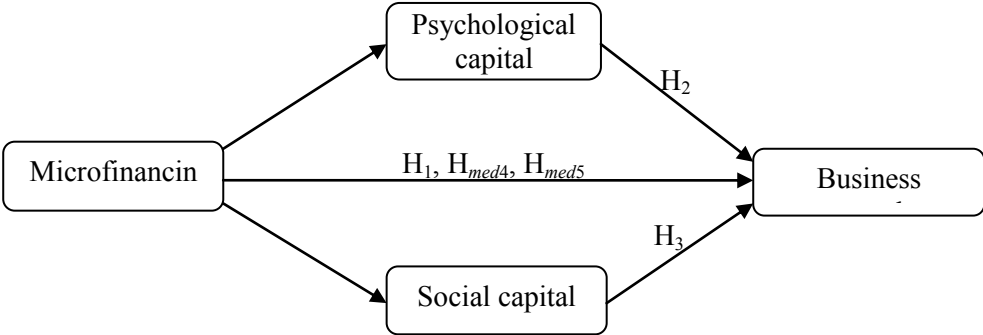 Psychological
capital
H2
Microfinancin
H1, Hmed4, Hmed5
Business
H3
Social capital